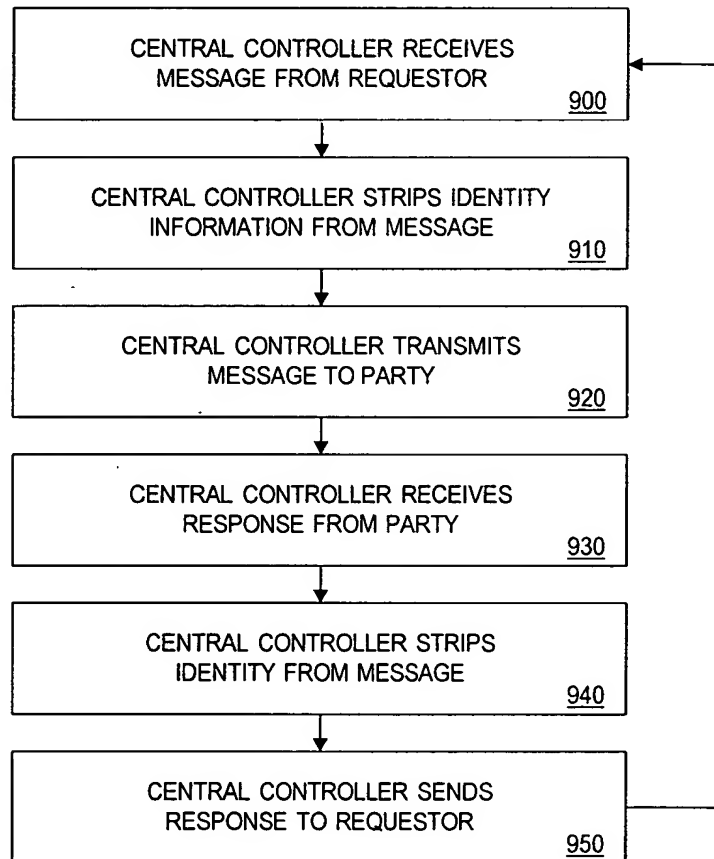 CENTRAL CONTROLLER RECEIVES
MESSAGE FROM REQUESTOR
900
CENTRAL CONTROLLER STRIPS IDENTITY
INFORMATION FROM MESSAGE
910
CENTRAL CONTROLLER TRANSMITS
MESSAGE TO PARTY
920
CENTRAL CONTROLLER RECEIVES
RESPONSE FROM PARTY
930
CENTRAL CONTROLLER STRIPS
IDENTITY FROM MESSAGE
940
CENTRAL CONTROLLER SENDS
RESPONSE TO REQUESTOR
950